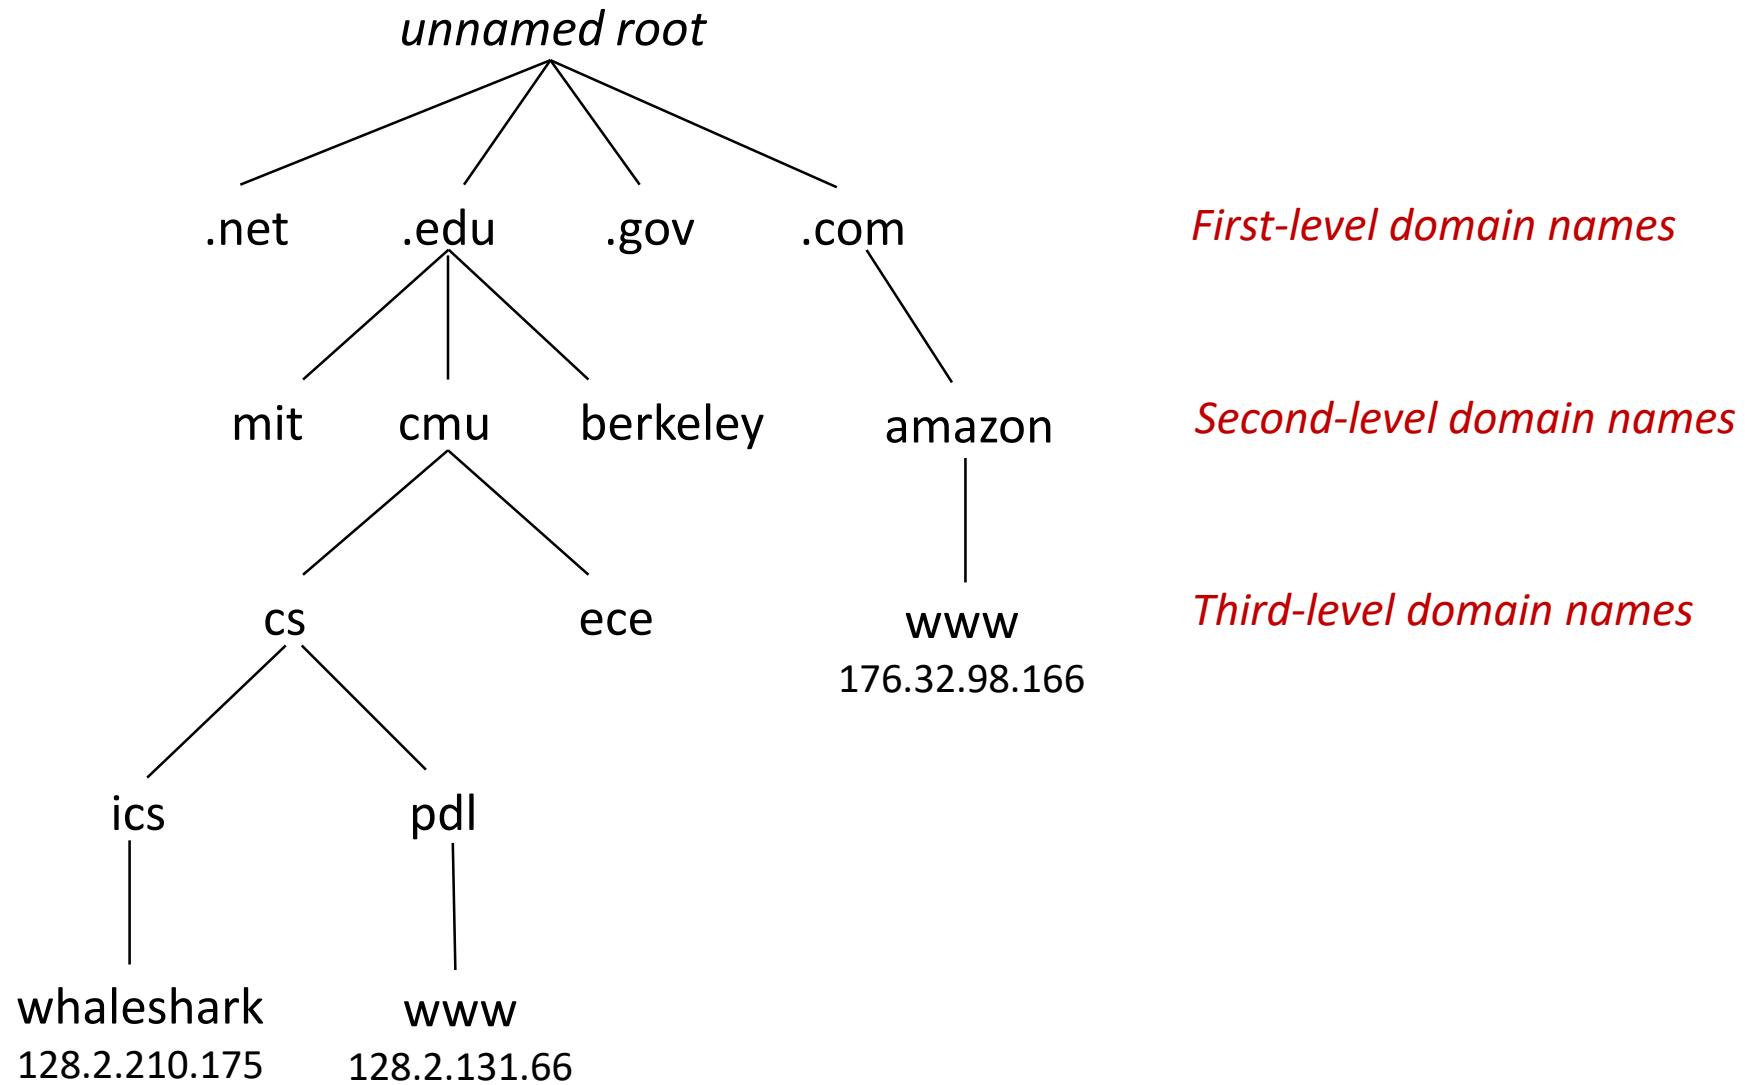 unnamed root
.net .edu .gov .com First-level domain names
mit cmu berkeley amazon Second-level domain names
cs ece www Third-level domain names
176.32.98.166
ics pdl
whaleshark www
128.2.210.175 128.2.131.66